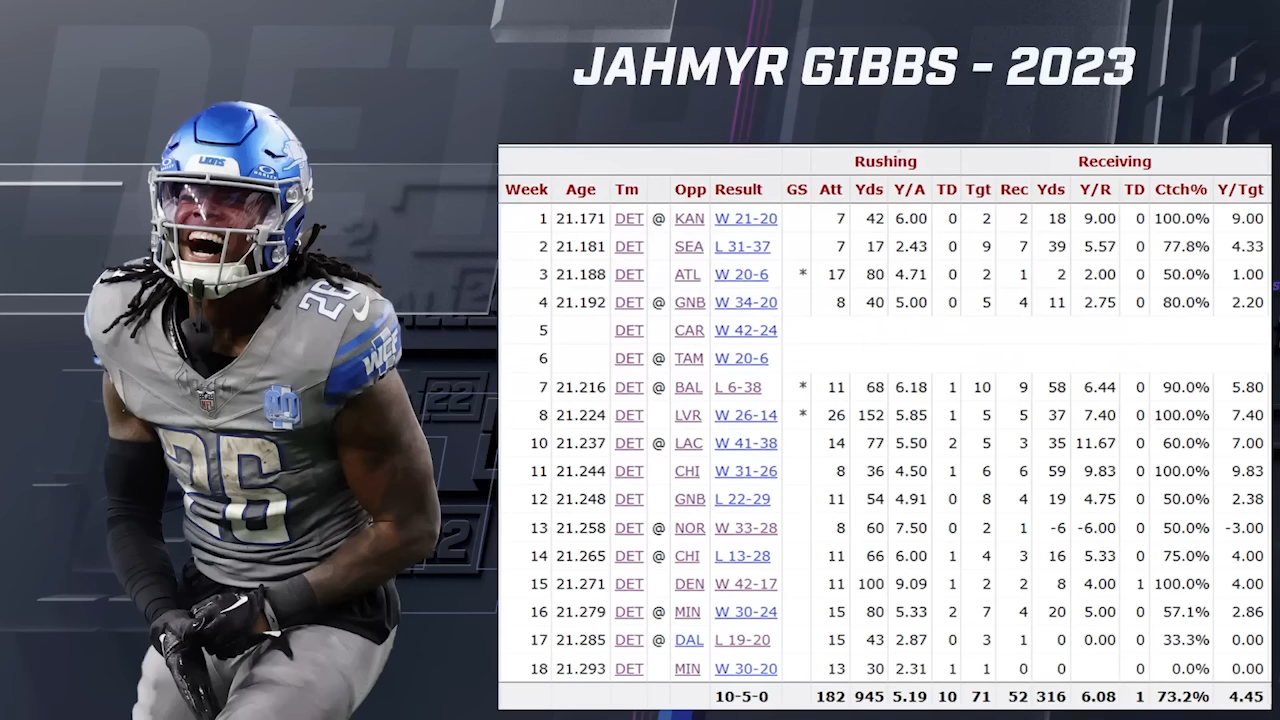 JAHMYR GIBBS - 2023
Rushing Receiving
Week Age Tm Opp Result GS Att Yds Y/A TD Tgt Rec Yds Y/R TD Ctch% Y/Tgt
1 21.171 DET @ KAN W 21-20 7 42 6.00 0 2 2 18 9.00 0 100.0% 9.00
2 21.181 DET SEA L 31-37 7 17 2.43 0 9 7 39 5.57 0 77.8% 4.33
3 21.188 DET ATL W 20-6 * 17 80 4.71 0 2 1 2 2.00 0 50.0% 1.00
4 21.192 DET @ GNB W 34-20 8 40 5.00 0 5 4 11 2.75 0 80.0% 2.20
5 DET CAR W 42-24
6 DET @ TAM W 20-6
7 21.216 DET @ BAL L 6-38 * 11 68 6.18 1 10 9 58 6.44 0 90.0% 5.80
8 21.224 DET LVR W 26-14 * 26 152 5.85 1 5 5 37 7.40 0 100.0% 7.40
10 21.237 DET @ LAC W 41-38 14 77 5.50 2 5 3 35 11.67 0 60.0% 7.00
11 21.244 DET CHI W 31-26 8 36 4.50 1 6 6 59 9.83 0 100.0% 9.83
12 21.248 DET GNB L 22-29 11 54 4.91 0 8 4 19 4.75 0 50.0% 2.38
13 21.258 DET @ NOR W 33-28 8 60 7.50 0 2 1 -6 -6.00 0 50.0% -3.00
14 21.265 DET @ CHI L 13-28 11 66 6.00 1 4 3 16 5.33 0 75.0% 4.00
15 21.271 DET DEN W 42-17 11 100 9.09 1 2 2 8 4.00 1 100.0% 4.00
16 21.279 DET @ MIN W 30-24 15 80 5.33 2 7 4 20 5.00 0 57.1% 2.86
17 21.285 DET @ DAL L 19-20 15 43 2.87 0 3 1 0 0.00 0 33.3% 0.00
18 21.293 DET MIN W 30-20 13 30 2.31 1 1 0 0 0 0.0% 0.00
10-5-0 182 945 5.19 10 71 52 316 6.08 1 73.2% 4.45
LIONS
26
WCF
26